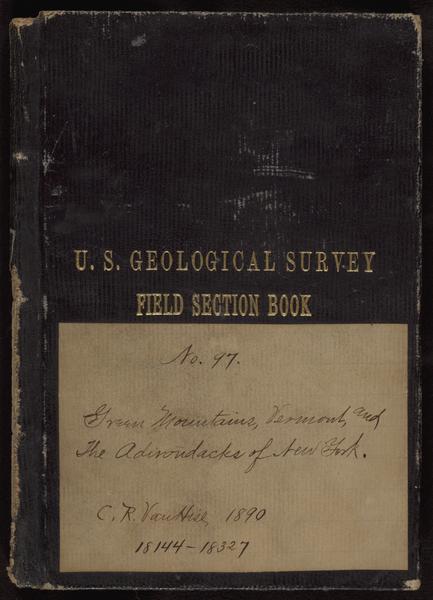 U. S. GEOLOGICAL SURVEY
FIELD SECTION BOOK
No. 97.
Green Mountains, Vermont, and
The Adirondacks of New York.
C. R. Van Hise, 1890
18144-18327